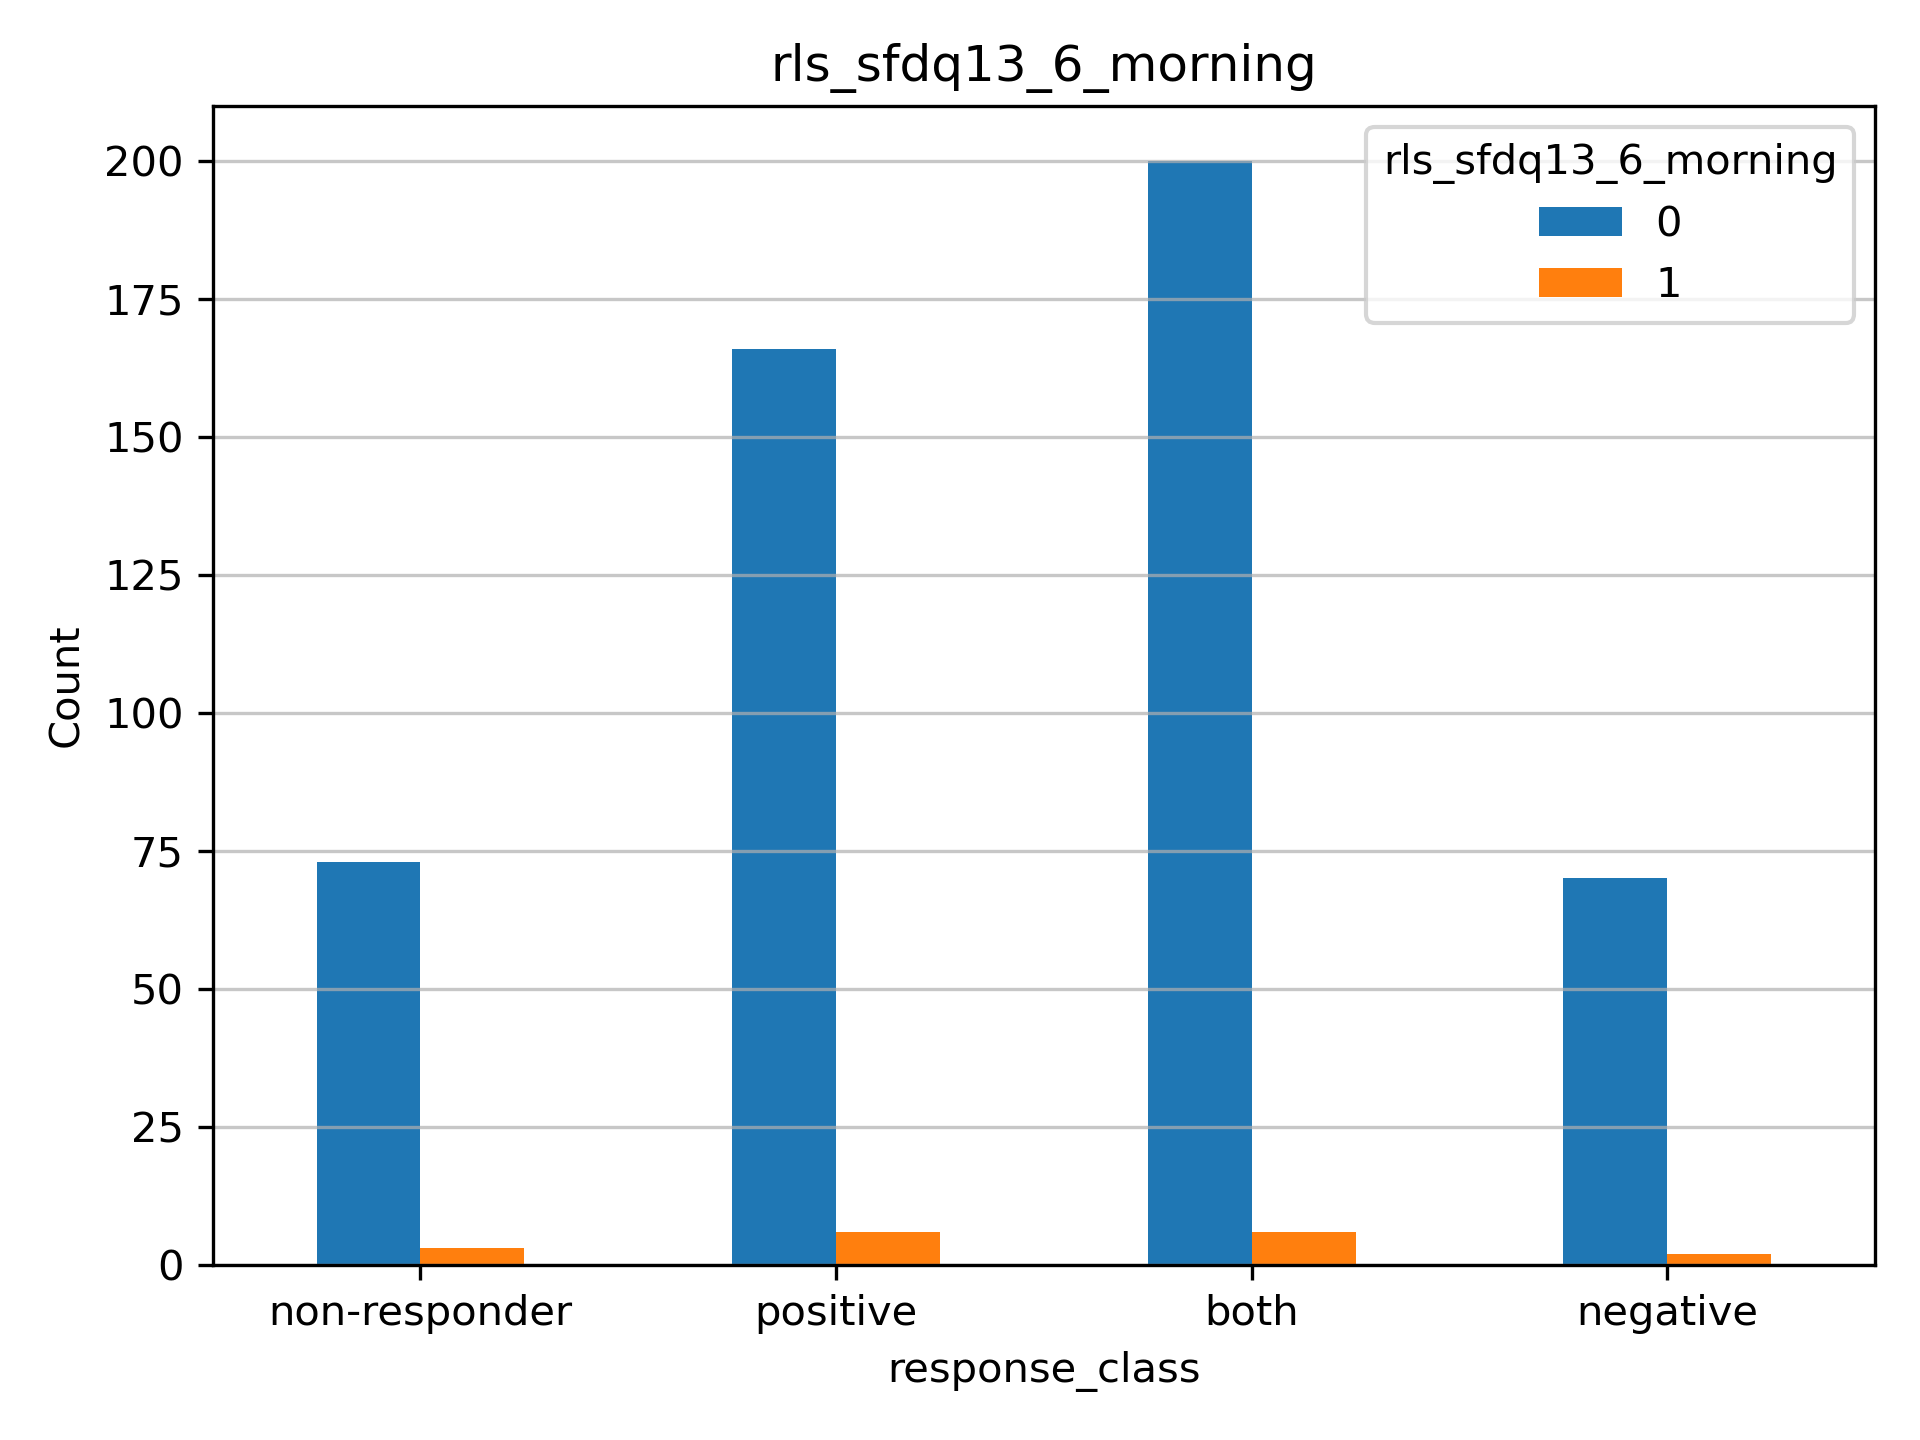 rls_sfdq13_6_morning
rls_sfdq13_6_morning
0
1
200
175
150
125
100
75
50
25
0
Count
non-responder positive both negative
response_class